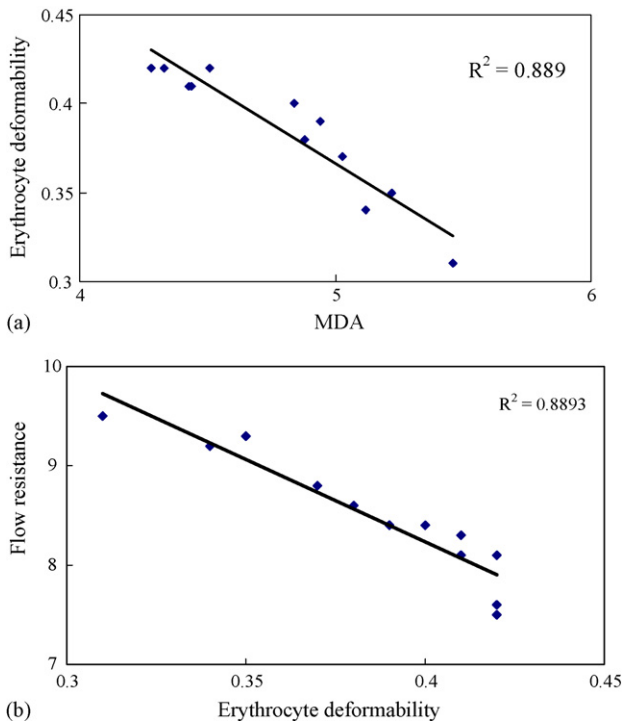 0.45
R² = 0.889
0.4
0.35
0.3
4
5
6
Erythrocyte deformability
(a)
MDA
10
R² = 0.8893
9
8
7
0.3
0.35
0.4
0.45
Flow resistance
(b)
Erythrocyte deformability